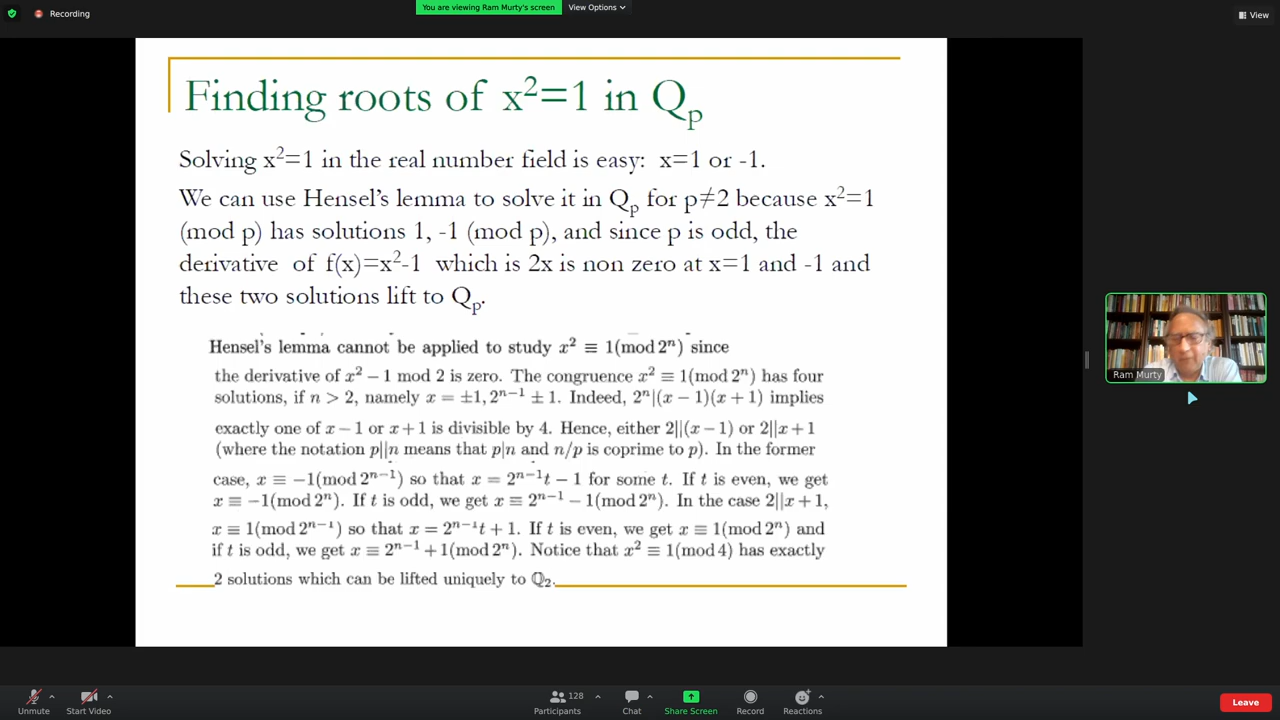 Recording
You are viewing Ram Murty's screen
View Options
View
Finding roots of x²=1 in Qₚ
Solving x²=1 in the real number field is easy: x=1 or -1.
We can use Hensel's lemma to solve it in Qₚ for p≠2 because x²=1
(mod p) has solutions 1, -1 (mod p), and since p is odd, the
derivative of f(x)=x²-1 which is 2x is non zero at x=1 and -1 and
these two solutions lift to Qₚ.
Hensel's lemma cannot be applied to study x² ≡ 1(mod 2ⁿ) since
the derivative of x² − 1 mod 2 is zero. The congruence x² ≡ 1(mod 2ⁿ) has four
solutions, if n > 2, namely x = ±1, 2ⁿ⁻¹ ± 1. Indeed, 2ⁿ|(x − 1)(x + 1) implies
exactly one of x − 1 or x + 1 is divisible by 4. Hence, either 2||(x − 1) or 2||x + 1
(where the notation p||n means that p|n and n/p is coprime to p). In the former
case, x ≡ −1(mod 2ⁿ⁻¹) so that x = 2ⁿ⁻¹t − 1 for some t. If t is even, we get
x ≡ −1(mod 2ⁿ). If t is odd, we get x ≡ 2ⁿ⁻¹ − 1(mod 2ⁿ). In the case 2||x + 1,
x ≡ 1(mod 2ⁿ⁻¹) so that x = 2ⁿ⁻¹t + 1. If t is even, we get x ≡ 1(mod 2ⁿ) and
if t is odd, we get x ≡ 2ⁿ⁻¹ + 1(mod 2ⁿ). Notice that x² ≡ 1(mod 4) has exactly
2 solutions which can be lifted uniquely to ℚ₂.
Ram Murty
Unmute
Start Video
128
Participants
Chat
Share Screen
Record
Reactions
Leave